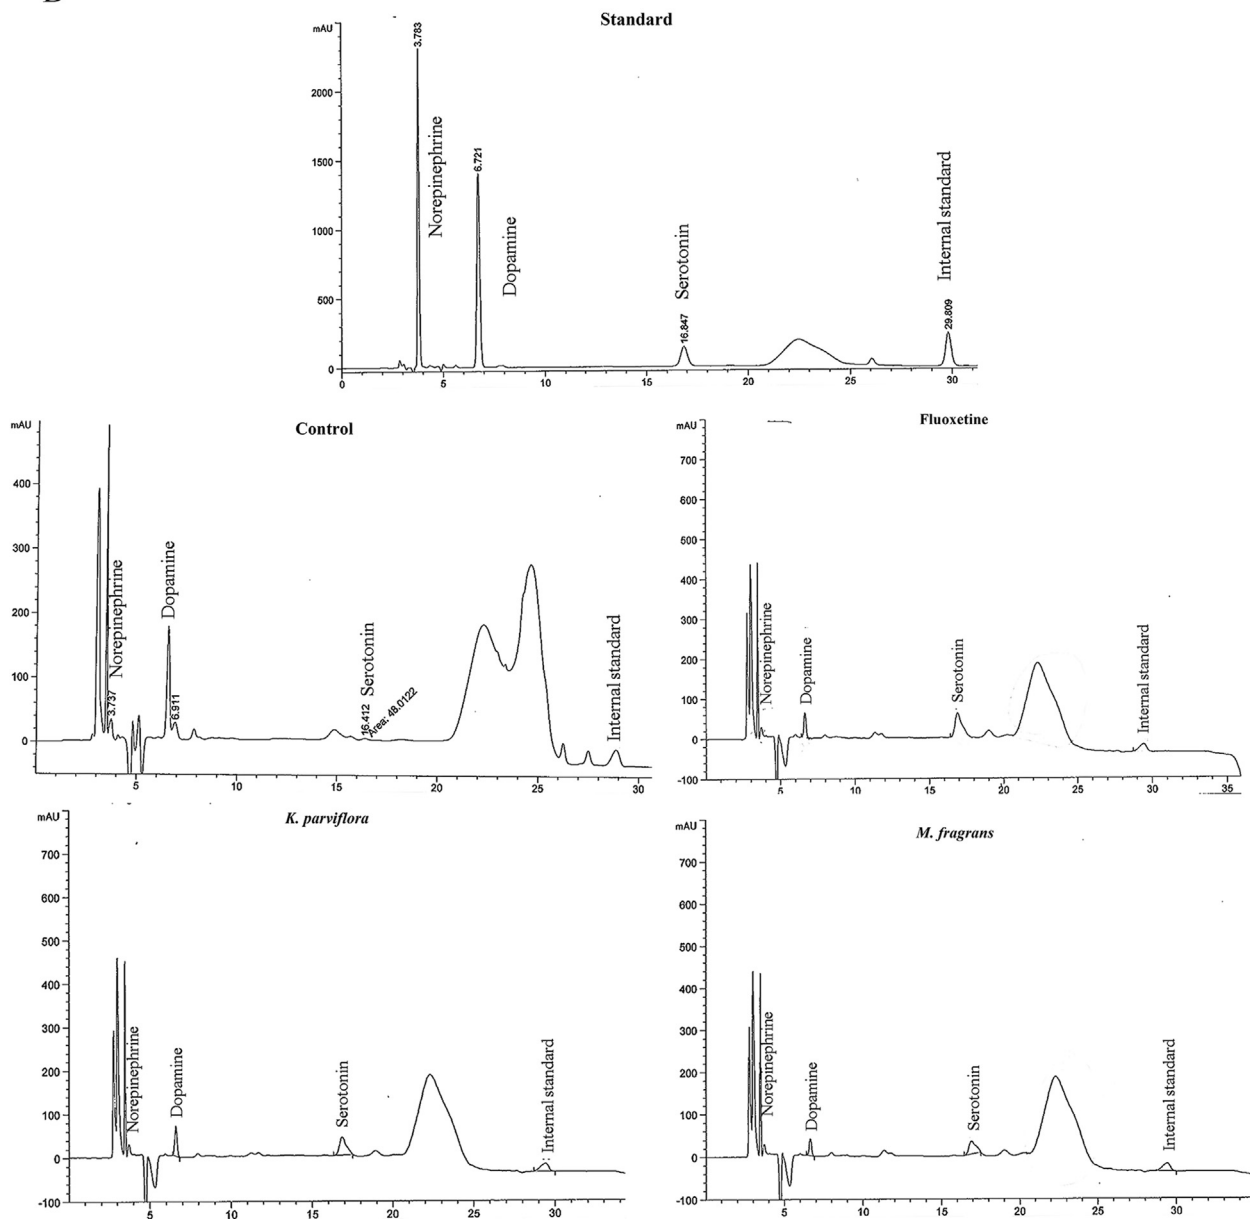 Standard
mAU
2000
1500
1000
500
0
3.783
Norepinephrine
6.721
Dopamine
16.847
Serotonin
29.809
Internal standard
0 5 10 15 20 25 30
Control
mAU
400
300
200
100
0
3.737
Norepinephrine
Dopamine
6.911
16.412
Serotonin
Area: 48.0122
Internal standard
5 10 15 20 25 30
Fluoxetine
mAU
700
600
500
400
300
200
100
0
-100
Norepinephrine
Dopamine
Serotonin
Internal standard
5 10 15 20 25 30 35
K. parviflora
mAU
700
600
500
400
300
200
100
0
-100
Norepinephrine
Dopamine
Serotonin
Internal standard
5 10 15 20 25 30
M. fragrans
mAU
700
600
500
400
300
200
100
0
-100
Norepinephrine
Dopamine
Serotonin
Internal standard
5 10 15 20 25 30